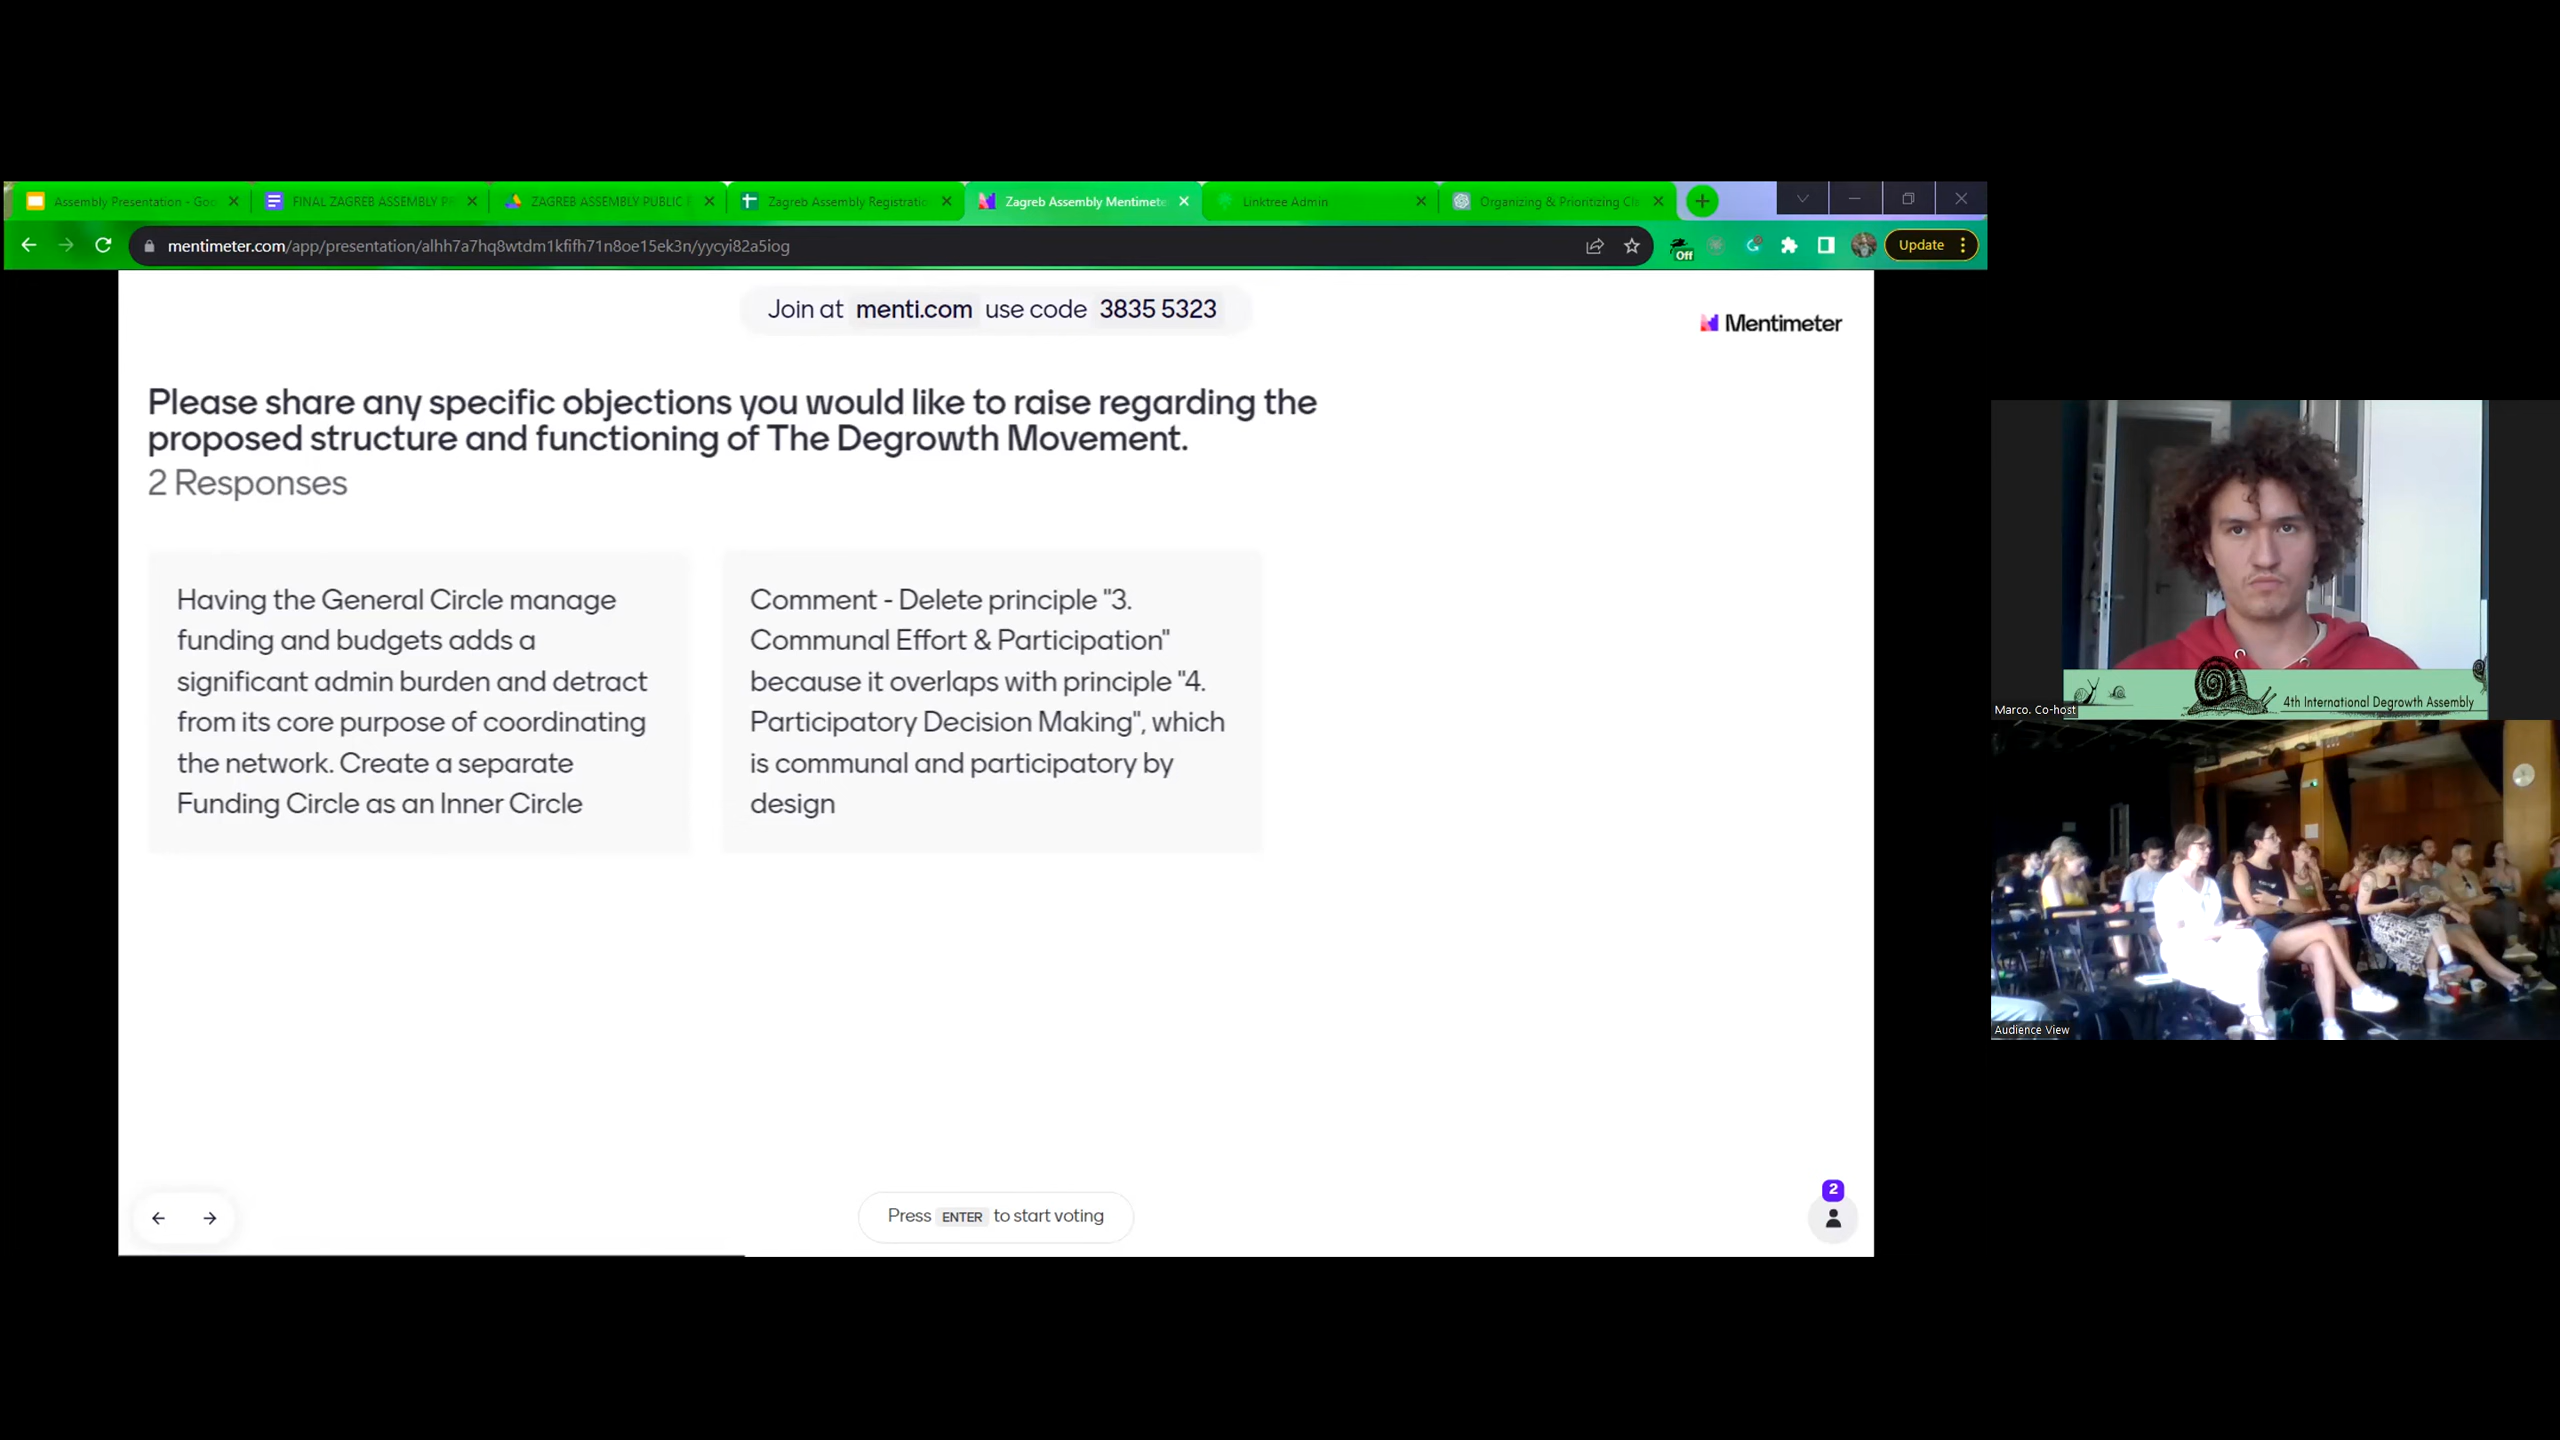 Assembly Presentation - Goo
FINAL ZAGREB ASSEMBLY P
ZAGREB ASSEMBLY PUBLIC
Zagreb Assembly Registratio
Zagreb Assembly Mentimete
Linktree Admin
Organizing & Prioritizing Cl
mentimeter.com/app/presentation/alhh7a7hq8wtdm1kfifh71n8oe15ek3n/yycyi82a5iog
Off
Update
Join at menti.com use code 3835 5323
Mentimeter
Please share any specific objections you would like to raise regarding the
proposed structure and functioning of The Degrowth Movement.
2 Responses
Having the General Circle manage
funding and budgets adds a
significant admin burden and detract
from its core purpose of coordinating
the network. Create a separate
Funding Circle as an Inner Circle
Comment - Delete principle "3.
Communal Effort & Participation"
because it overlaps with principle "4.
Participatory Decision Making", which
is communal and participatory by
design
Press ENTER to start voting
2
4th International Degrowth Assembly
Marco. Co-host
Audience View